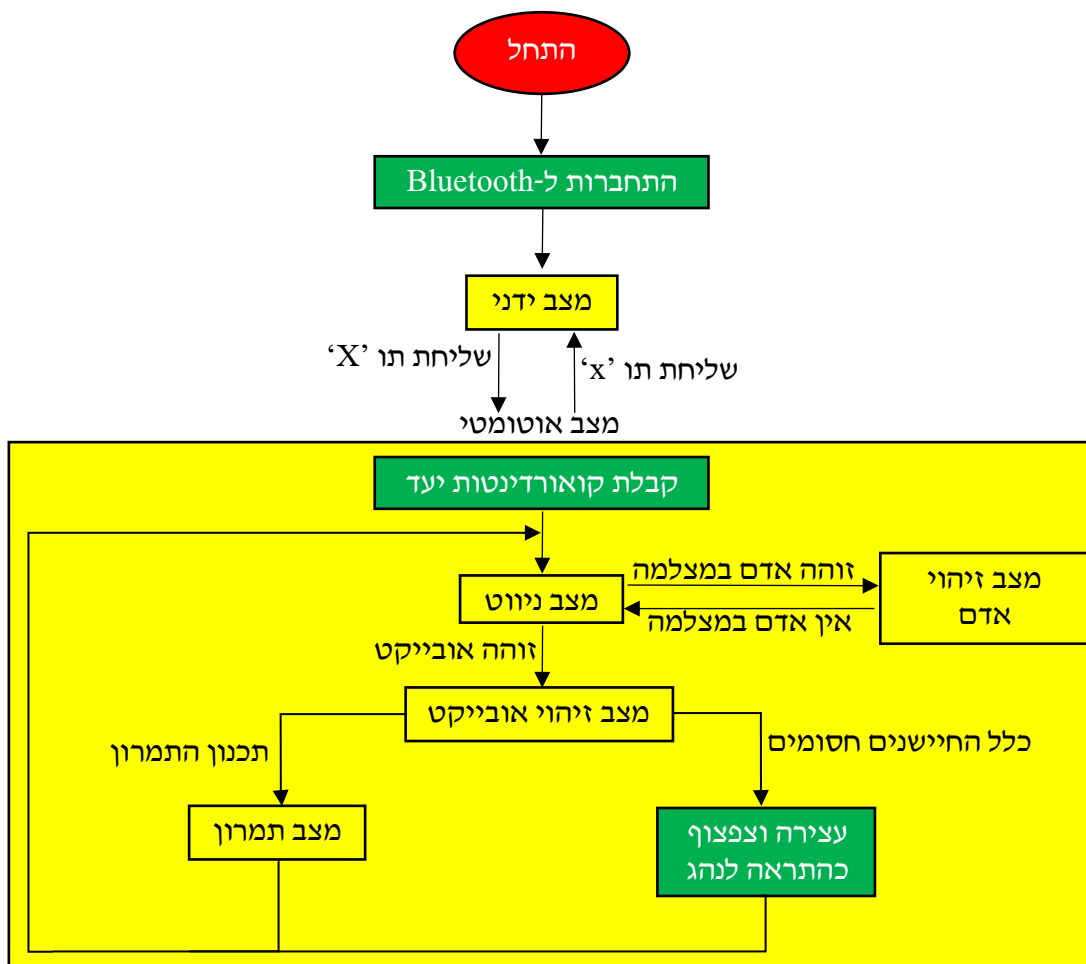 התחל
התחברות ל-Bluetooth
מצב ידני
שליחת תו ‘X’
שליחת תו ‘x’
מצב אוטומטי
קבלת קואורדינטות יעד
זוהה אדם במצלמה
מצב זיהוי
אדם
מצב ניווט
אין אדם במצלמה
זוהה אובייקט
מצב זיהוי אובייקט
כלל החיישנים חסומים
תכנון התמרון
עצירה וצפצוף
כהתראה לנהג
מצב תמרון